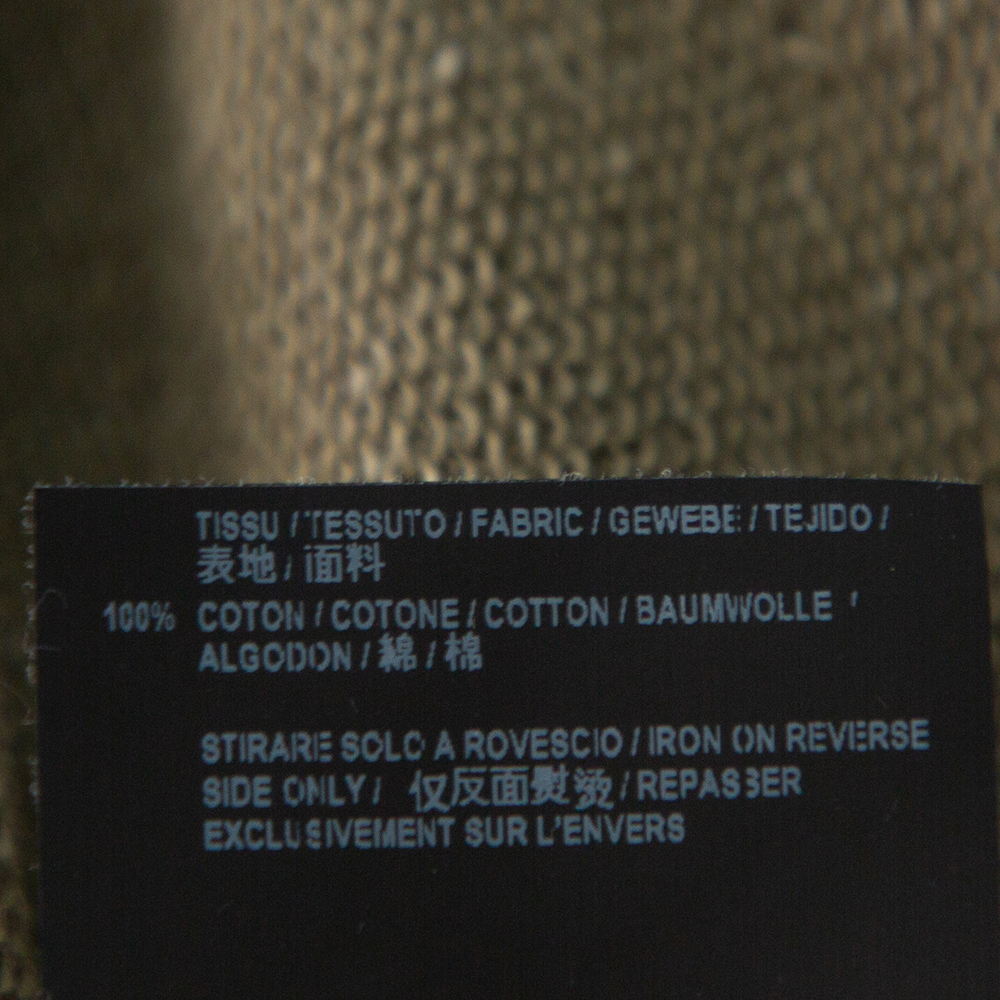 TISSU / TESSUTO / FABRIC / GEWEBE / TEJIDO /
表地 / 面料
100% COTON / COTONE / COTTON / BAUMWOLLE /
ALGODON / 綿 / 棉
STIRARE SOLO A ROVESCIO / IRON ON REVERSE
SIDE ONLY / 仅反面熨烫 / REPASSER
EXCLUSIVEMENT SUR L'ENVERS